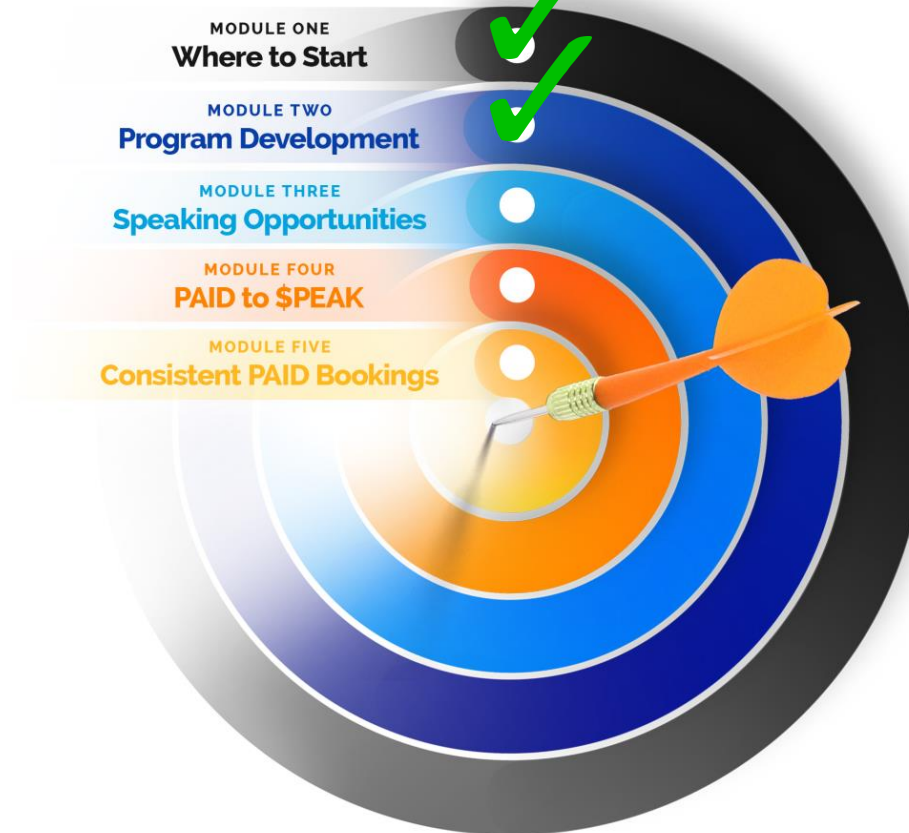 MODULE ONE
Where to Start
MODULE TWO
Program Development
MODULE THREE
Speaking Opportunities
MODULE FOUR
PAID to $PEAK
MODULE FIVE
Consistent PAID Bookings